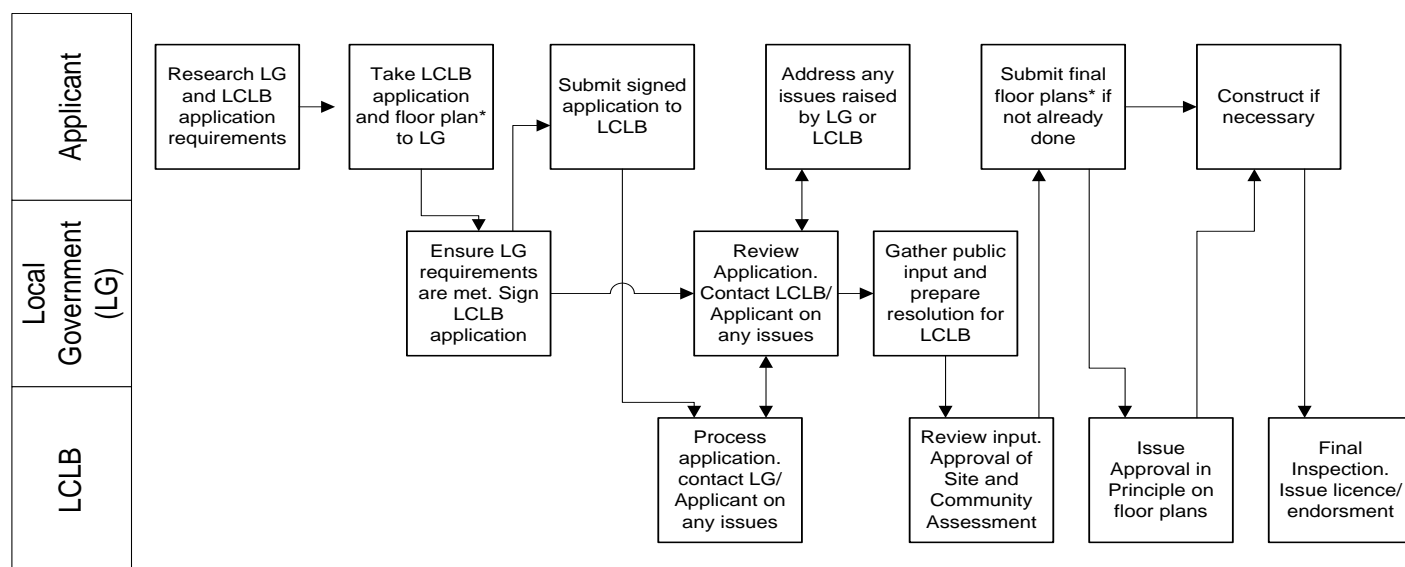 Applicant
Research LG
and LCLB
application
requirements
Take LCLB
application
and floor plan*
to LG
Submit signed
application to
LCLB
Address any
issues raised
by LG or
LCLB
Submit final
floor plans* if
not already
done
Construct if
necessary
Local
Government
(LG)
Ensure LG
requirements
are met. Sign
LCLB
application
Review
Application.
Contact LCLB/
Applicant on
any issues
Gather public
input and
prepare
resolution for
LCLB
LCLB
Process
application.
contact LG/
Applicant on
any issues
Review input.
Approval of
Site and
Community
Assessment
Issue
Approval in
Principle on
floor plans
Final
Inspection.
Issue licence/
endorsment